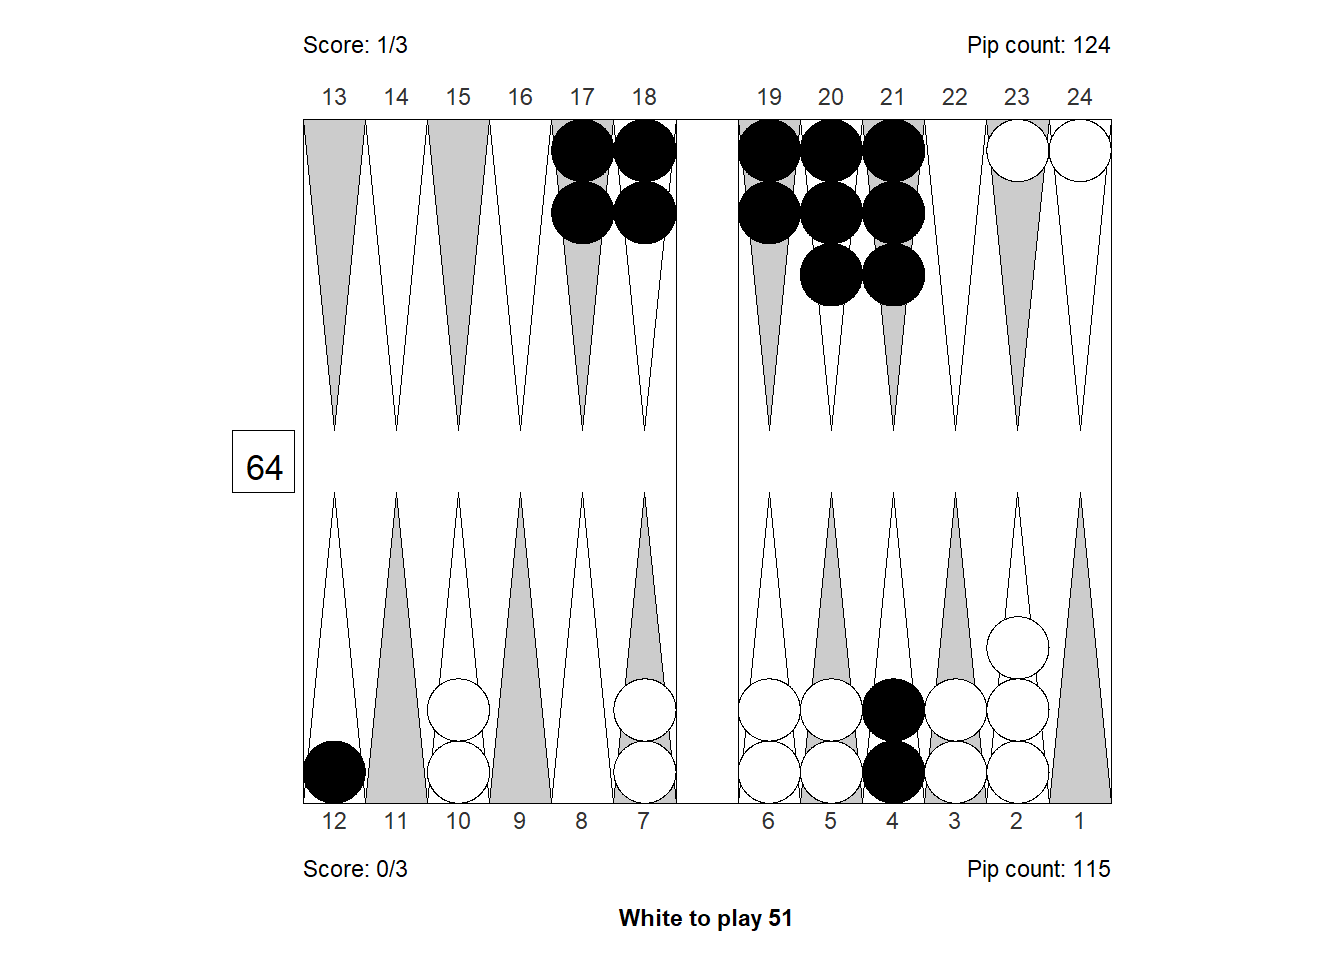 Score: 1/3 Pip count: 124
13 14 15 16 17 18 19 20 21 22 23 24
64
12 11 10 9 8 7 6 5 4 3 2 1
Score: 0/3 Pip count: 115
White to play 51